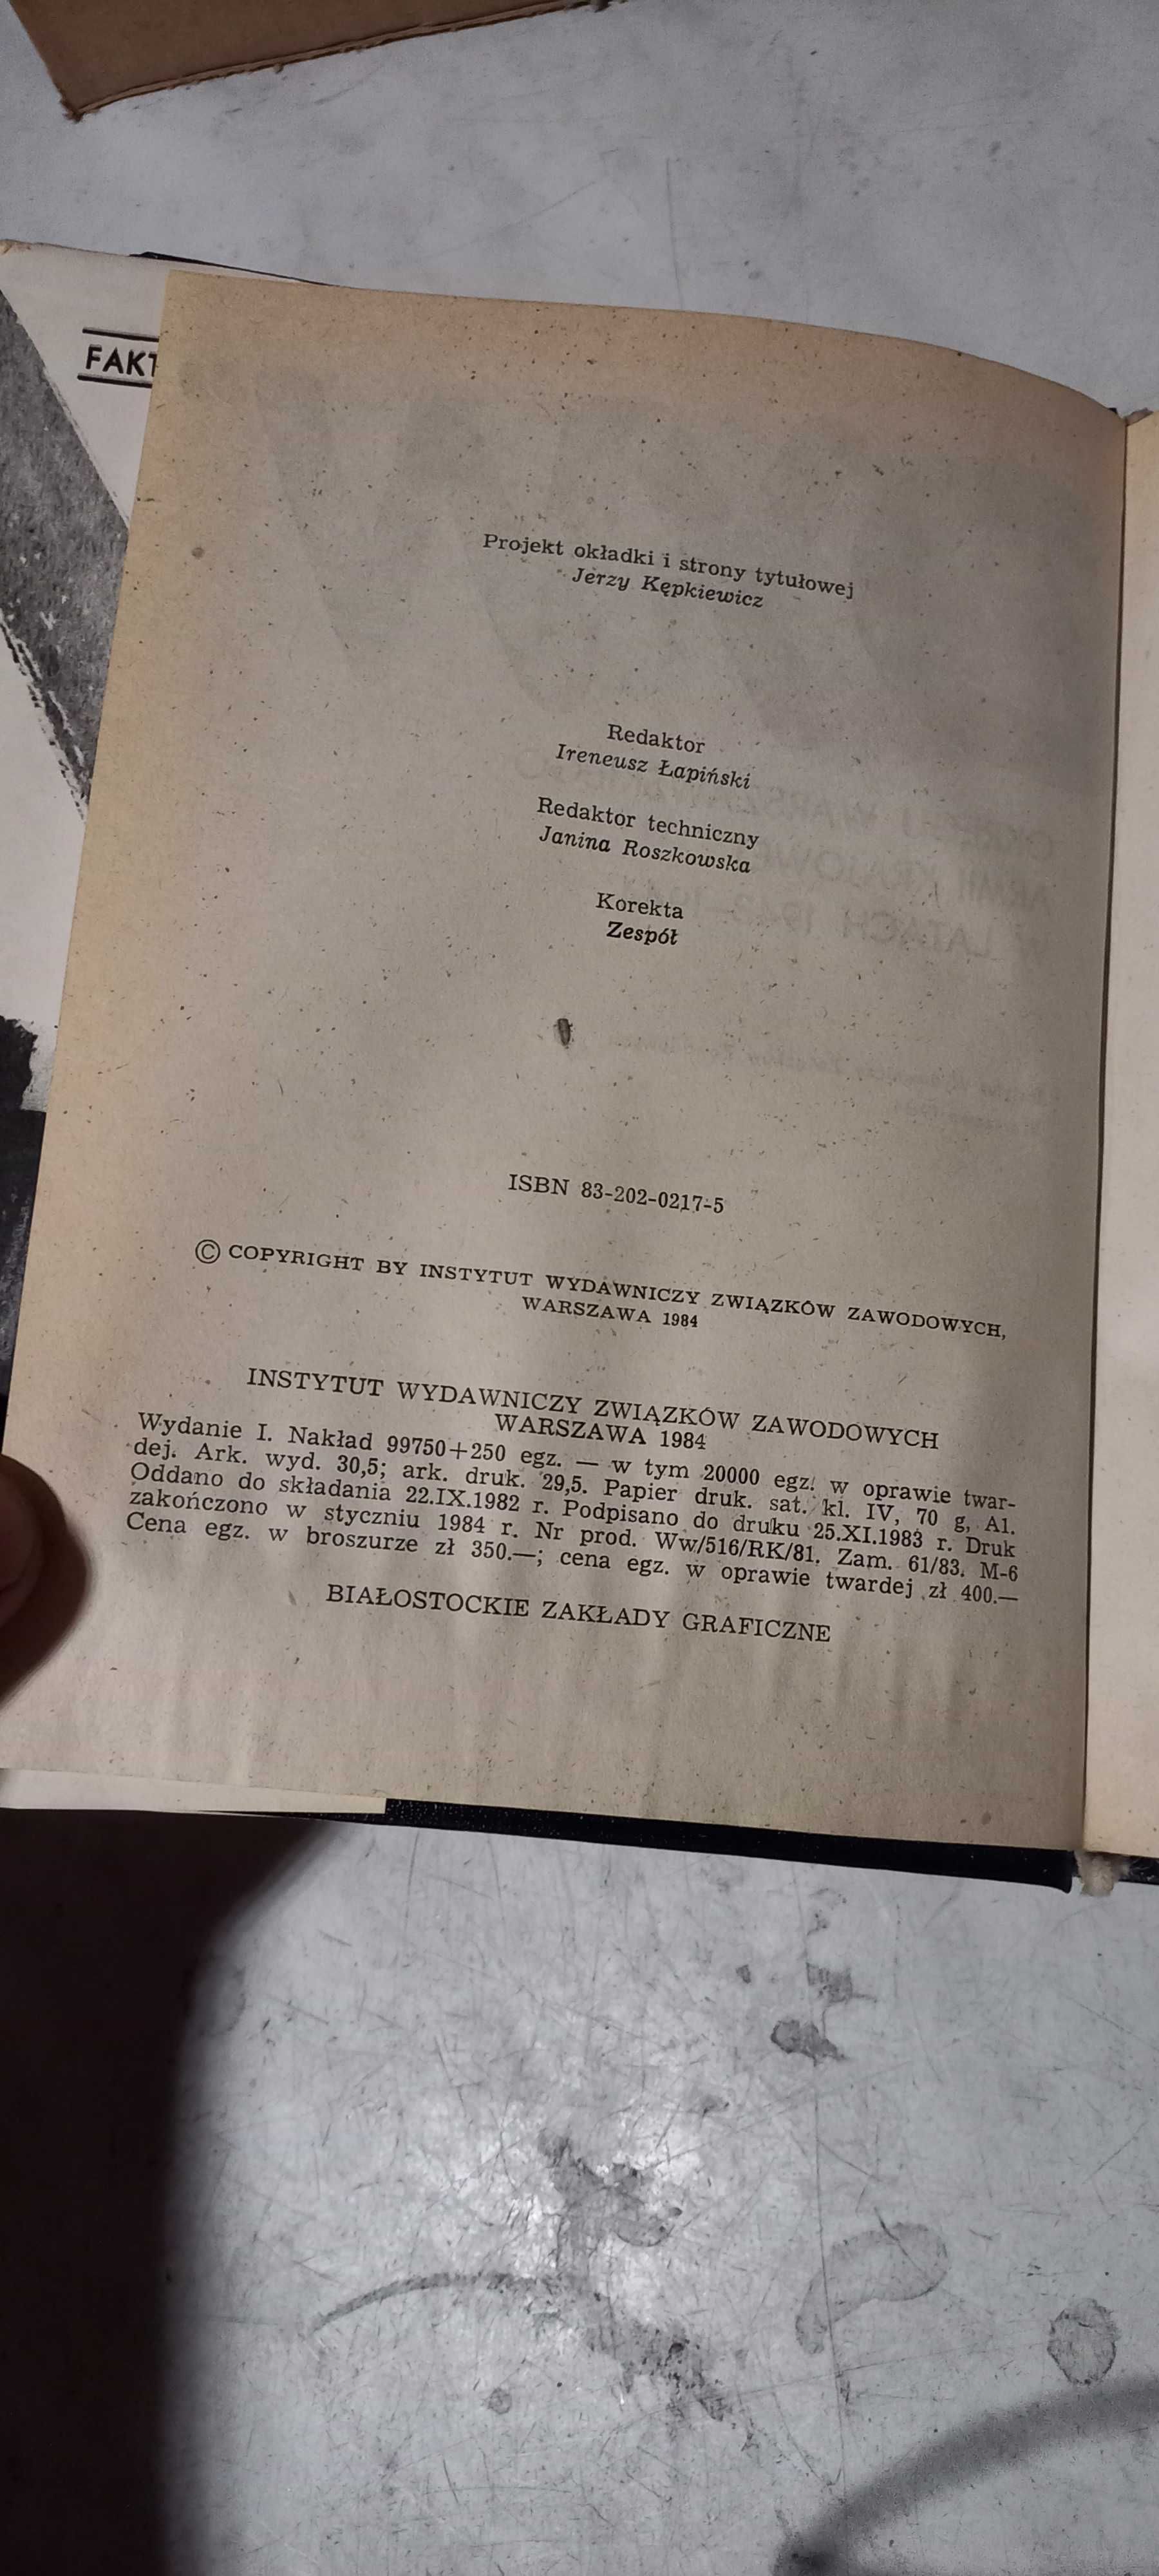 FAKT
Projekt okładki i strony tytułowej
Jerzy Kępkiewicz
Redaktor
Ireneusz Łapiński
Redaktor techniczny
Janina Roszkowska
Korekta
Zespół
ISBN 83-202-0217-5
© COPYRIGHT BY INSTYTUT WYDAWNICZY ZWIĄZKÓW ZAWODOWYCH,
WARSZAWA 1984
INSTYTUT WYDAWNICZY ZWIĄZKÓW ZAWODOWYCH
WARSZAWA 1984
Wydanie I. Nakład 99750+250 egz. — w tym 20000 egz. w oprawie twar-
dej. Ark. wyd. 30,5; ark. druk. 29,5. Papier druk. sat. kl. IV, 70 g, A1.
Oddano do składania 22.IX.1982 r. Podpisano do druku 25.XI.1983 r. Druk
zakończono w styczniu 1984 r. Nr prod. Ww/516/RK/81. Zam. 61/83. M-6
Cena egz. w broszurze zł 350.—; cena egz. w oprawie twardej zł 400.—
BIAŁOSTOCKIE ZAKŁADY GRAFICZNE